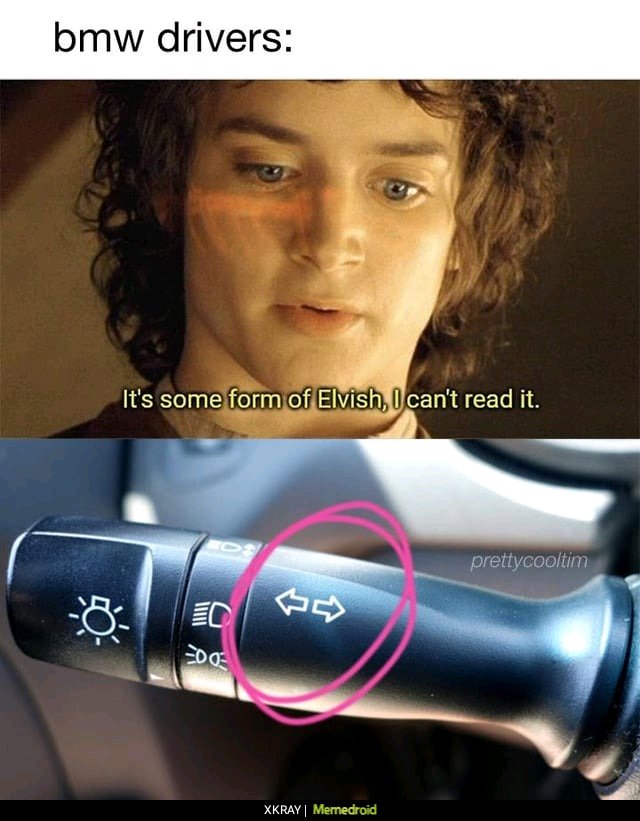 bmw drivers:
It's some form of Elvish, I can't read it.
prettycooltim
XKRAY | Memedroid